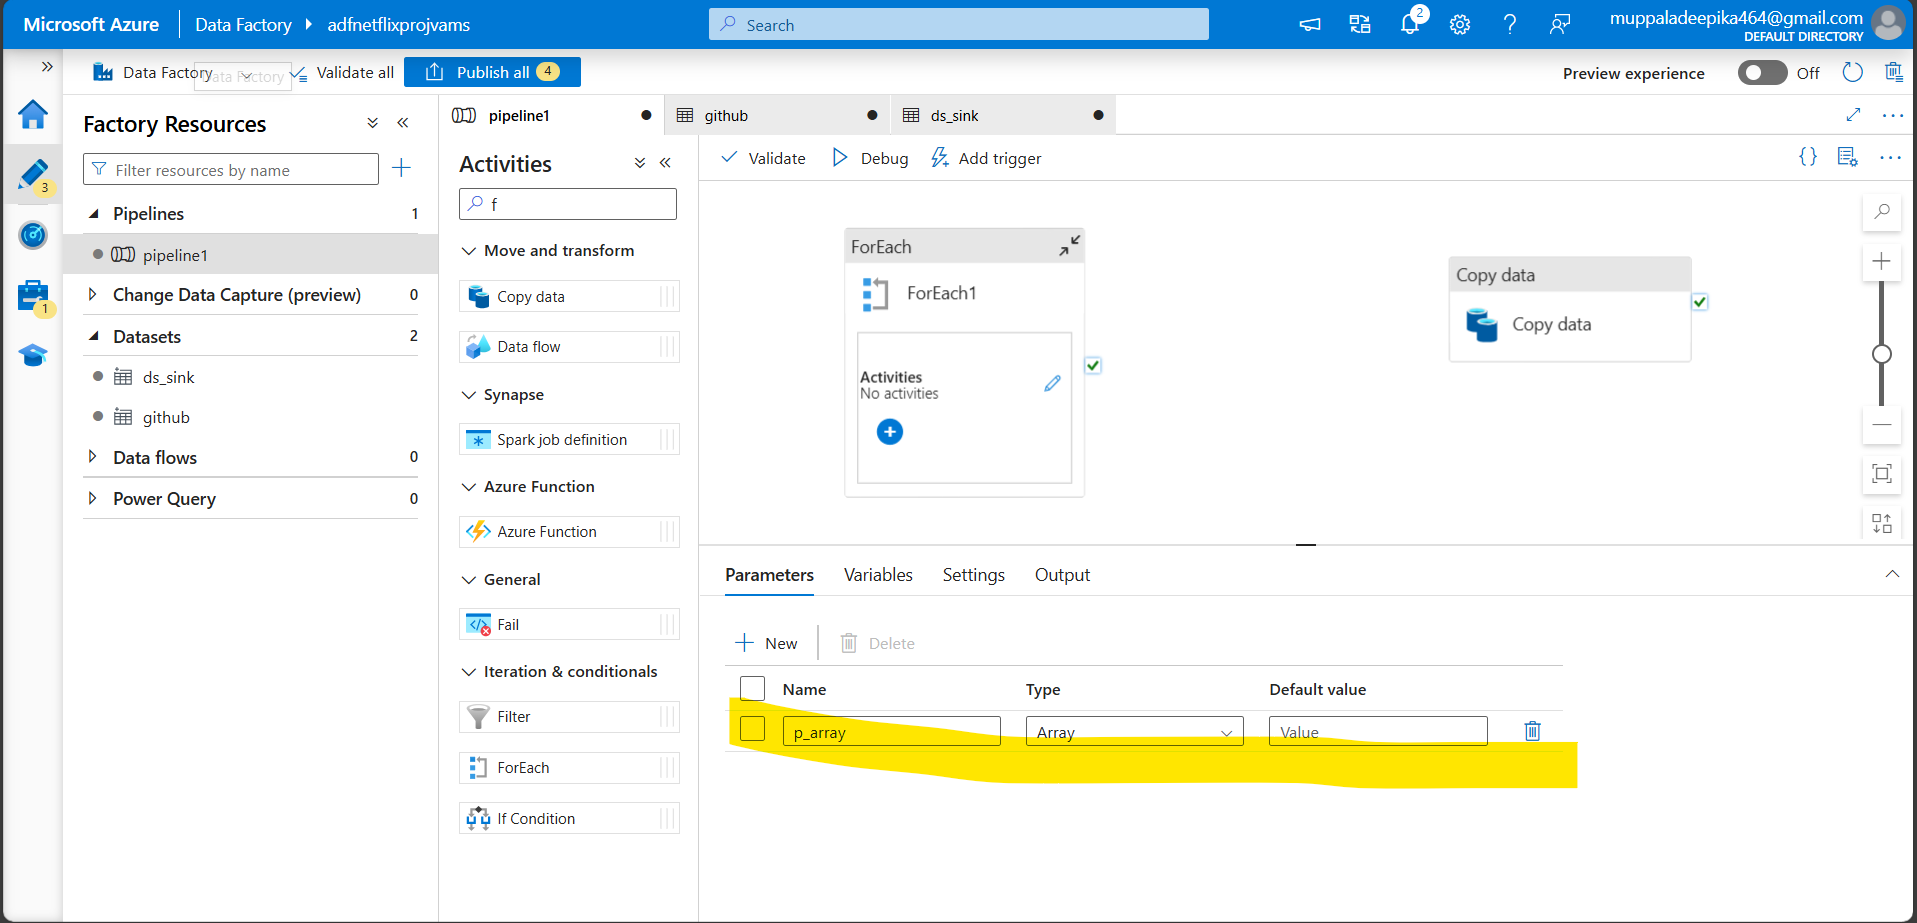 Microsoft Azure
Data Factory
adfnetflixprojvams
Search
2
muppaladeepika464@gmail.com
DEFAULT DIRECTORY
Data Factory
Data Factory
Validate all
Publish all
4
Preview experience
Off
3
1
Factory Resources
Filter resources by name
Pipelines
1
pipeline1
Change Data Capture (preview)
0
Datasets
2
ds_sink
github
Data flows
0
Power Query
0
pipeline1
github
ds_sink
Activities
f
Move and transform
Copy data
Data flow
Synapse
Spark job definition
Azure Function
Azure Function
General
Fail
Iteration & conditionals
Filter
ForEach
If Condition
Validate
Debug
Add trigger
{}
ForEach
ForEach1
Activities
No activities
Copy data
Copy data
Parameters
Variables
Settings
Output
New
Delete
Name
Type
Default value
p_array
Array
Value